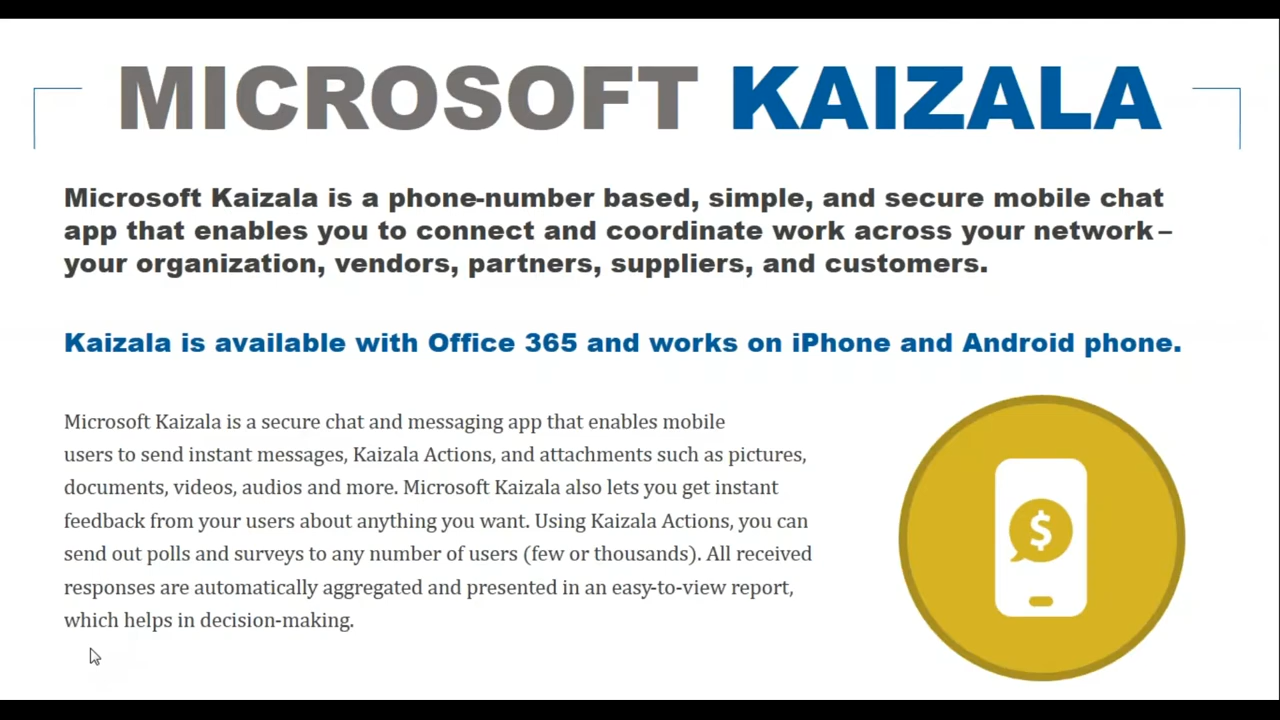 MICROSOFT KAIZALA
Microsoft Kaizala is a phone-number based, simple, and secure mobile chat
app that enables you to connect and coordinate work across your network –
your organization, vendors, partners, suppliers, and customers.
Kaizala is available with Office 365 and works on iPhone and Android phone.
Microsoft Kaizala is a secure chat and messaging app that enables mobile
users to send instant messages, Kaizala Actions, and attachments such as pictures,
documents, videos, audios and more. Microsoft Kaizala also lets you get instant
feedback from your users about anything you want. Using Kaizala Actions, you can
send out polls and surveys to any number of users (few or thousands). All received
responses are automatically aggregated and presented in an easy-to-view report,
which helps in decision-making.
$